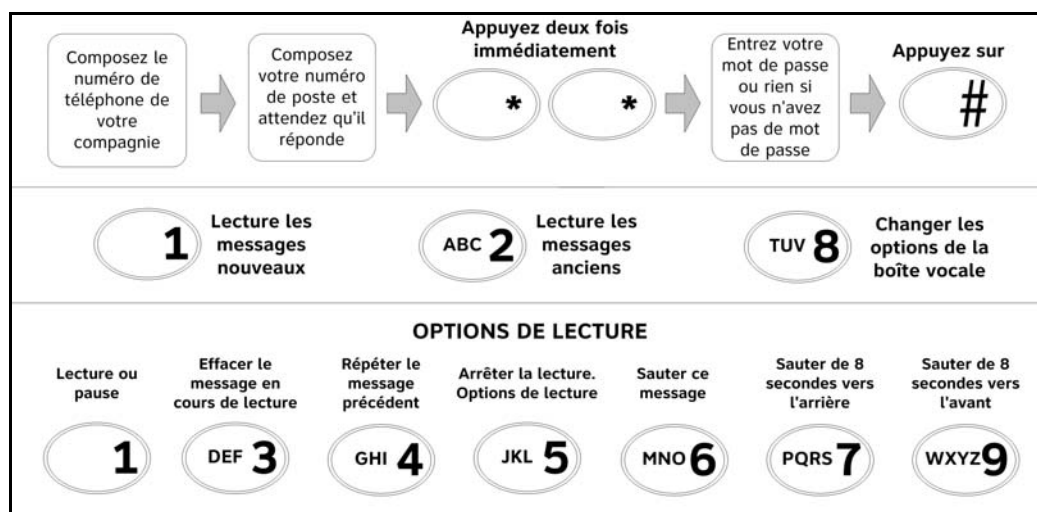 Composez le
numéro de
téléphone de
votre
compagnie
Composez
votre numéro
de poste et
attendez qu'il
réponde
Appuyez deux fois
immédiatement
* *
Entrez votre
mot de passe
ou rien si
vous n'avez
pas de mot
de passe
Appuyez sur
#
1
Lecture les
messages
nouveaux
ABC 2
Lecture les
messages
anciens
TUV 8
Changer les
options de la
boîte vocale
OPTIONS DE LECTURE
Lecture ou
pause
1
Effacer le
message en
cours de lecture
DEF 3
Répéter le
message
précédent
GHI 4
Arrêter la lecture.
Options de lecture
JKL 5
Sauter ce
message
MNO 6
Sauter de 8
secondes vers
l'arrière
PQRS 7
Sauter de 8
secondes vers
l'avant
WXYZ 9